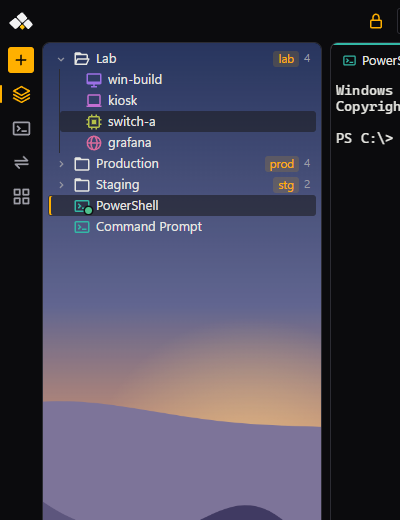 Lab lab 4
win-build
kiosk
switch-a
grafana
Production prod 4
Staging stg 2
PowerShell
Command Prompt
PowerS
Windows
Copyrigh
PS C:\>